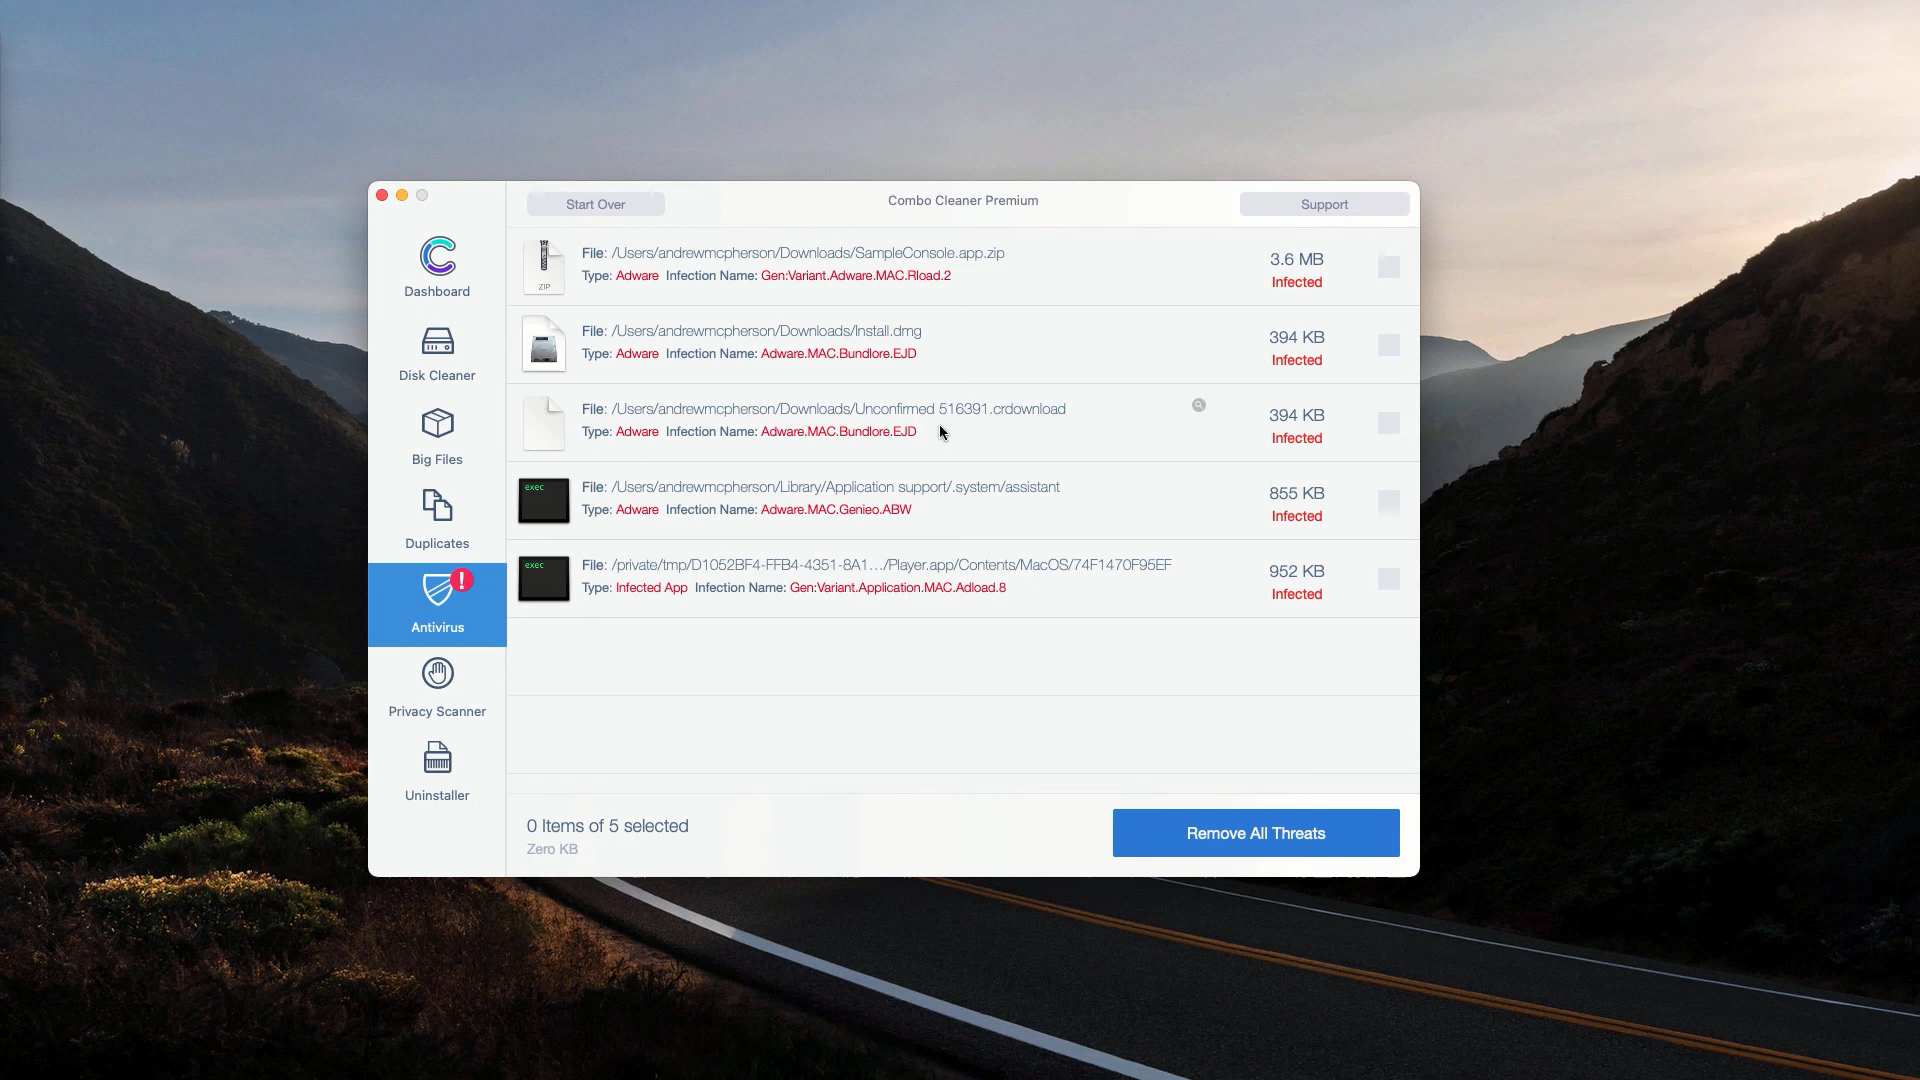 Start Over
Combo Cleaner Premium
Support
Dashboard
Disk Cleaner
Big Files
Duplicates
Antivirus
Privacy Scanner
Uninstaller
ZIP
File: /Users/andrewmcpherson/Downloads/SampleConsole.app.zip
Type: Adware Infection Name: Gen:Variant.Adware.MAC.Rload.2
3.6 MB
Infected
File: /Users/andrewmcpherson/Downloads/Install.dmg
Type: Adware Infection Name: Adware.MAC.Bundlore.EJD
394 KB
Infected
File: /Users/andrewmcpherson/Downloads/Unconfirmed 516391.crdownload
Type: Adware Infection Name: Adware.MAC.Bundlore.EJD
394 KB
Infected
exec
File: /Users/andrewmcpherson/Library/Application support/.system/assistant
Type: Adware Infection Name: Adware.MAC.Genieo.ABW
855 KB
Infected
exec
File: /private/tmp/D1052BF4-FFB4-4351-8A1…/Player.app/Contents/MacOS/74F1470F95EF
Type: Infected App Infection Name: Gen:Variant.Application.MAC.Adload.8
952 KB
Infected
0 Items of 5 selected
Zero KB
Remove All Threats